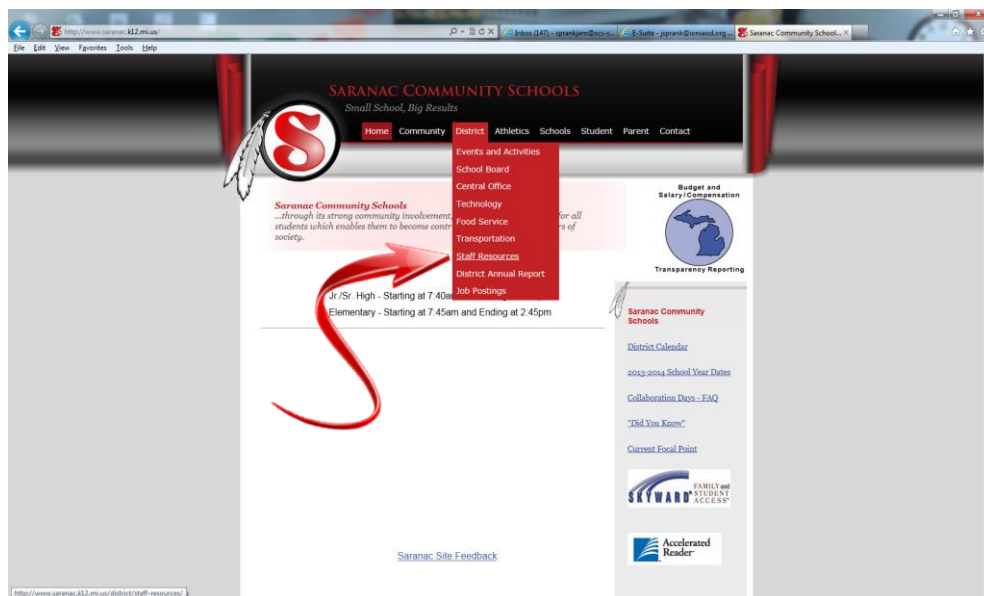 http://www.saranac.k12.mi.us/
Inbox (147) - sprankjam@scs-s...
E-Suite - jsprank@ioniaisd.org ...
Saranac Community School...
File Edit View Favorites Tools Help
SARANAC COMMUNITY SCHOOLS
Small School, Big Results
Home Community District Athletics Schools Student Parent Contact
Events and Activities
School Board
Central Office
Technology
Food Service
Transportation
Staff Resources
District Annual Report
Job Postings
Saranac Community Schools
...through its strong community involvement, for all
students which enables them to become of
society.
Jr./Sr. High - Starting at 7:40
Elementary - Starting at 7:45am and Ending at 2:45pm
Saranac Site Feedback
Budget and
Salary/Compensation
Transparency Reporting
Saranac Community
Schools
District Calendar
2013-2014 School Year Dates
Collaboration Days - FAQ
"Did You Know"
Current Focal Point
SKYWARD FAMILY and
STUDENT
ACCESS
Accelerated
Reader
http://www.saranac.k12.mi.us/district/staff-resources/